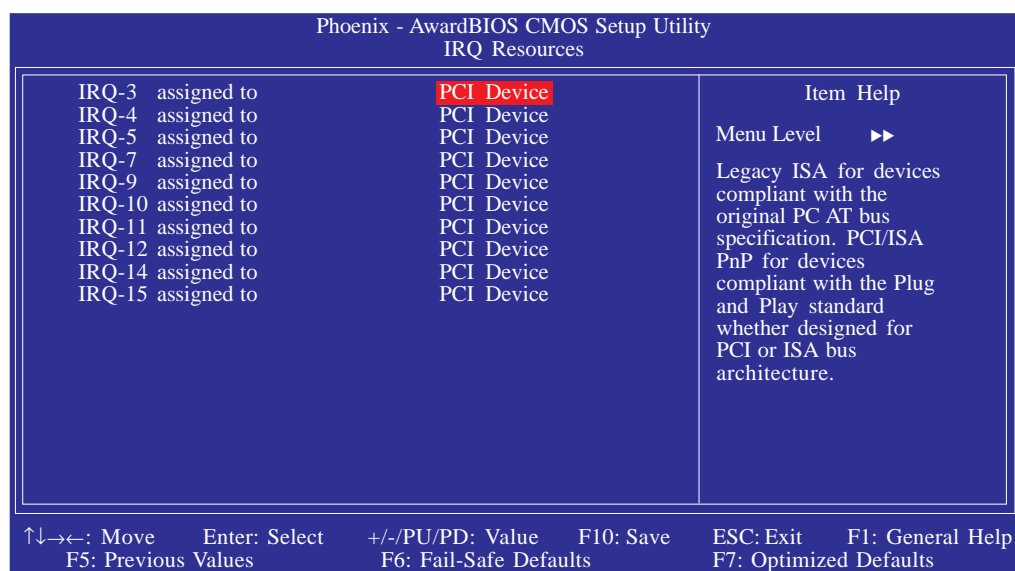 Phoenix - AwardBIOS CMOS Setup Utility
IRQ Resources
IRQ-3 assigned to PCI Device
IRQ-4 assigned to PCI Device
IRQ-5 assigned to PCI Device
IRQ-7 assigned to PCI Device
IRQ-9 assigned to PCI Device
IRQ-10 assigned to PCI Device
IRQ-11 assigned to PCI Device
IRQ-12 assigned to PCI Device
IRQ-14 assigned to PCI Device
IRQ-15 assigned to PCI Device
Item Help
Menu Level ▸▸
Legacy ISA for devices
compliant with the
original PC AT bus
specification. PCI/ISA
PnP for devices
compliant with the Plug
and Play standard
whether designed for
PCI or ISA bus
architecture.
↑↓→←: Move Enter: Select +/-/PU/PD: Value F10: Save ESC: Exit F1: General Help
F5: Previous Values F6: Fail-Safe Defaults F7: Optimized Defaults